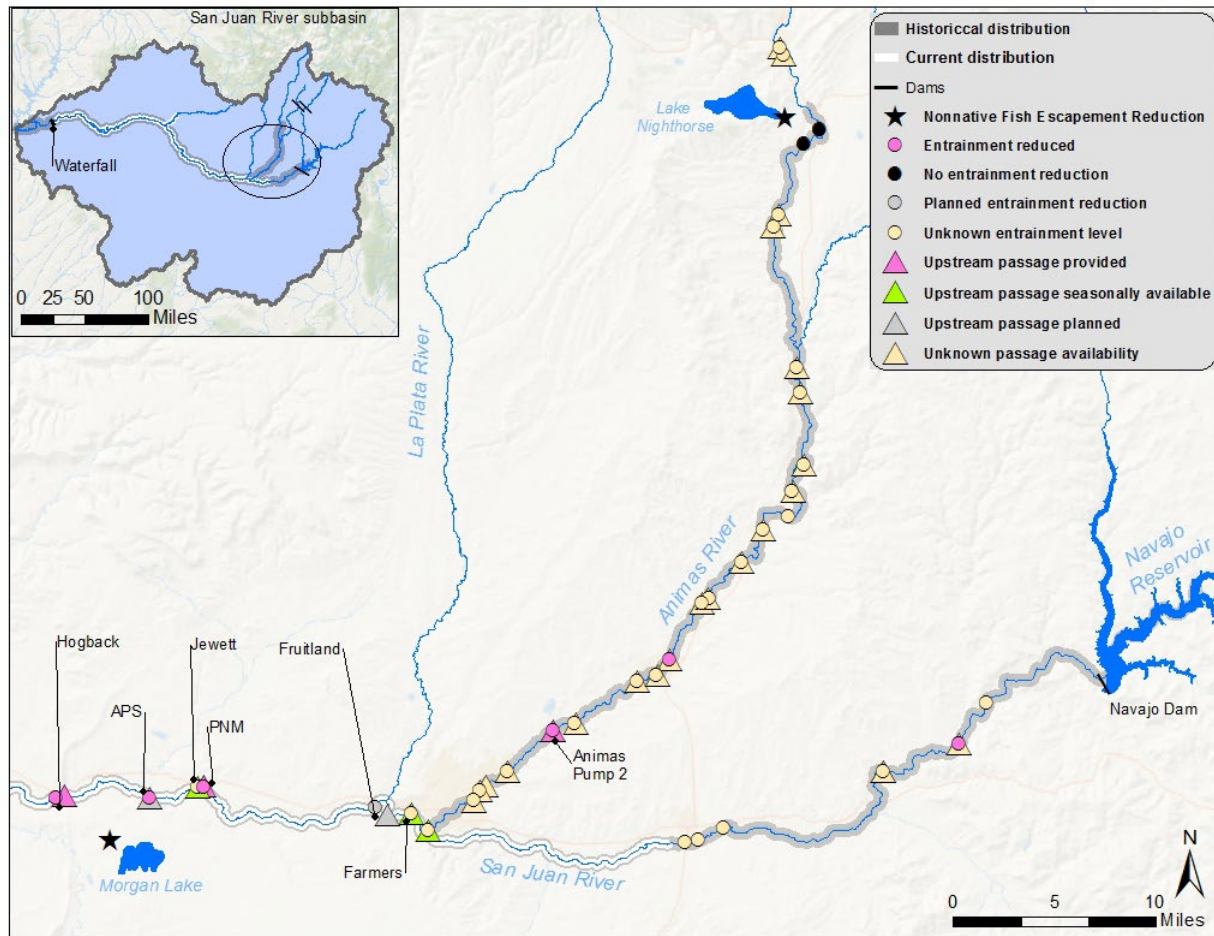 San Juan River subbasin
Waterfall
0 25 50 100
Miles
Historiccal distribution
Current distribution
Dams
Nonnative Fish Escapement Reduction
Entrainment reduced
No entrainment reduction
Planned entrainment reduction
Unknown entrainment level
Upstream passage provided
Upstream passage seasonally available
Upstream passage planned
Unknown passage availability
Lake
Nighthorse
La Plata River
Animas River
Navajo
Reservoir
Navajo Dam
Hogback
Jewett
Fruitland
APS
PNM
Animas
Pump 2
Farmers
San Juan River
Morgan Lake
N
0 5 10
Miles